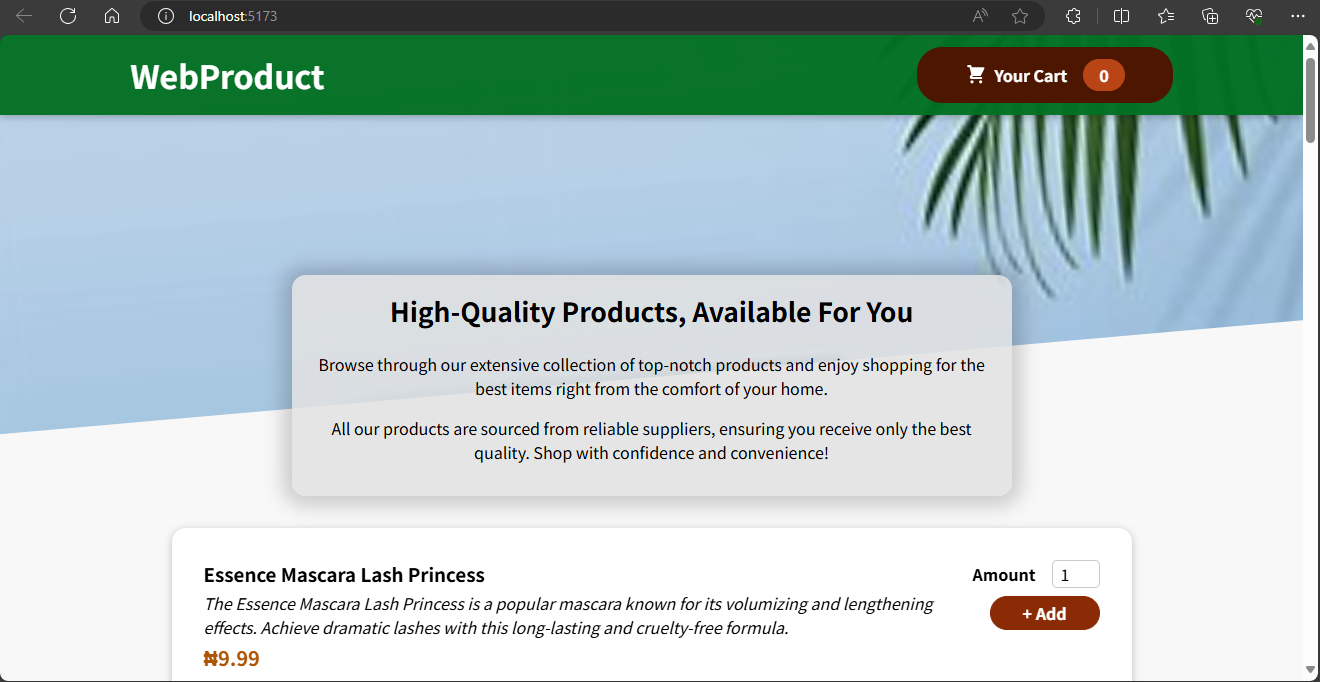 localhost:5173
WebProduct
Your Cart 0
High-Quality Products, Available For You
Browse through our extensive collection of top-notch products and enjoy shopping for the
best items right from the comfort of your home.
All our products are sourced from reliable suppliers, ensuring you receive only the best
quality. Shop with confidence and convenience!
Essence Mascara Lash Princess
Amount 1
The Essence Mascara Lash Princess is a popular mascara known for its volumizing and lengthening
effects. Achieve dramatic lashes with this long-lasting and cruelty-free formula.
+ Add
₦9.99